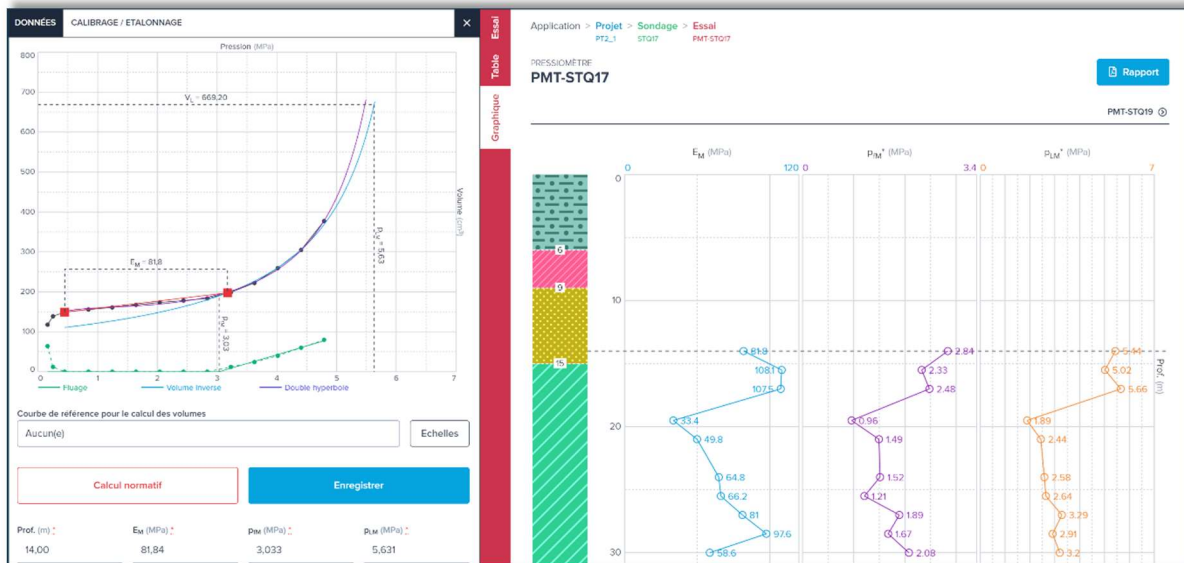 DONNÉES CALIBRAGE / ETALONNAGE ×
Pression (MPa)
800
700
600
500
400
300
200
100
0
0 1 2 3 4 5 6 7
Volume (cm³)
V_L = 669,20
E_M = 81,8
p_fM = 3,03
p_LM = 5,63
Fluage Volume Inverse Double hyperbole
Courbe de référence pour le calcul des volumes
Aucun(e) Echelles
Calcul normatif Enregistrer
Prof. (m) * E_M (MPa) * p_fM (MPa) * p_LM (MPa) *
14,00 81,84 3,033 5,631
Essai
Table
Graphique
Application > Projet > Sondage > Essai
PT2_1 STQ17 PMT-STQ17
PRESSIOMÈTRE
PMT-STQ17
Rapport
PMT-STQ19
E_M (MPa) p_fM* (MPa) p_LM* (MPa)
0 120 0 3.4 0 7
0
6
9
10
15
20
30
Prof. (m)
81.8 2.84 5.44
108.1 2.33 5.02
107.5 2.48 5.66
33.4 0.96 1.89
49.8 1.49 2.44
64.8 1.52 2.58
66.2 1.21 2.64
81 1.89 3.29
97.6 1.67 2.91
58.6 2.08 3.2